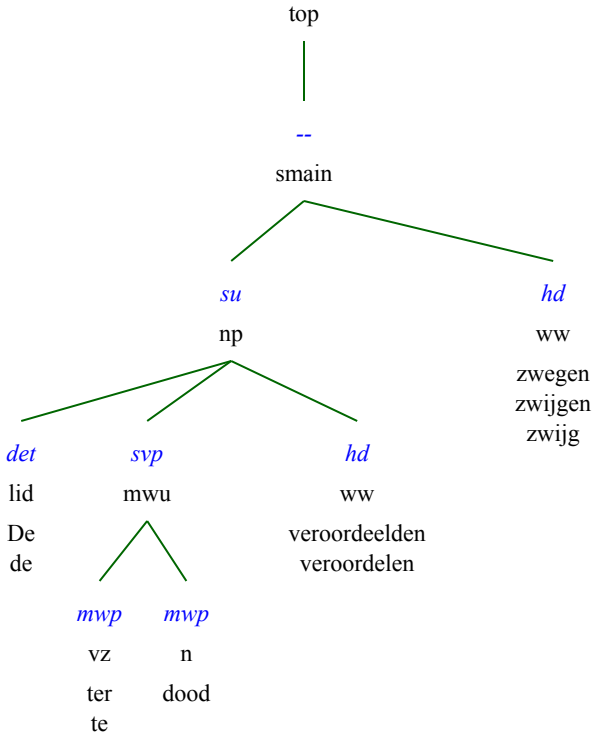 top
--
smain
su hd
np ww
zwegen
zwijgen
zwijg
det svp hd
lid mwu ww
De veroordeelden
de veroordelen
mwp mwp
vz n
ter dood
te